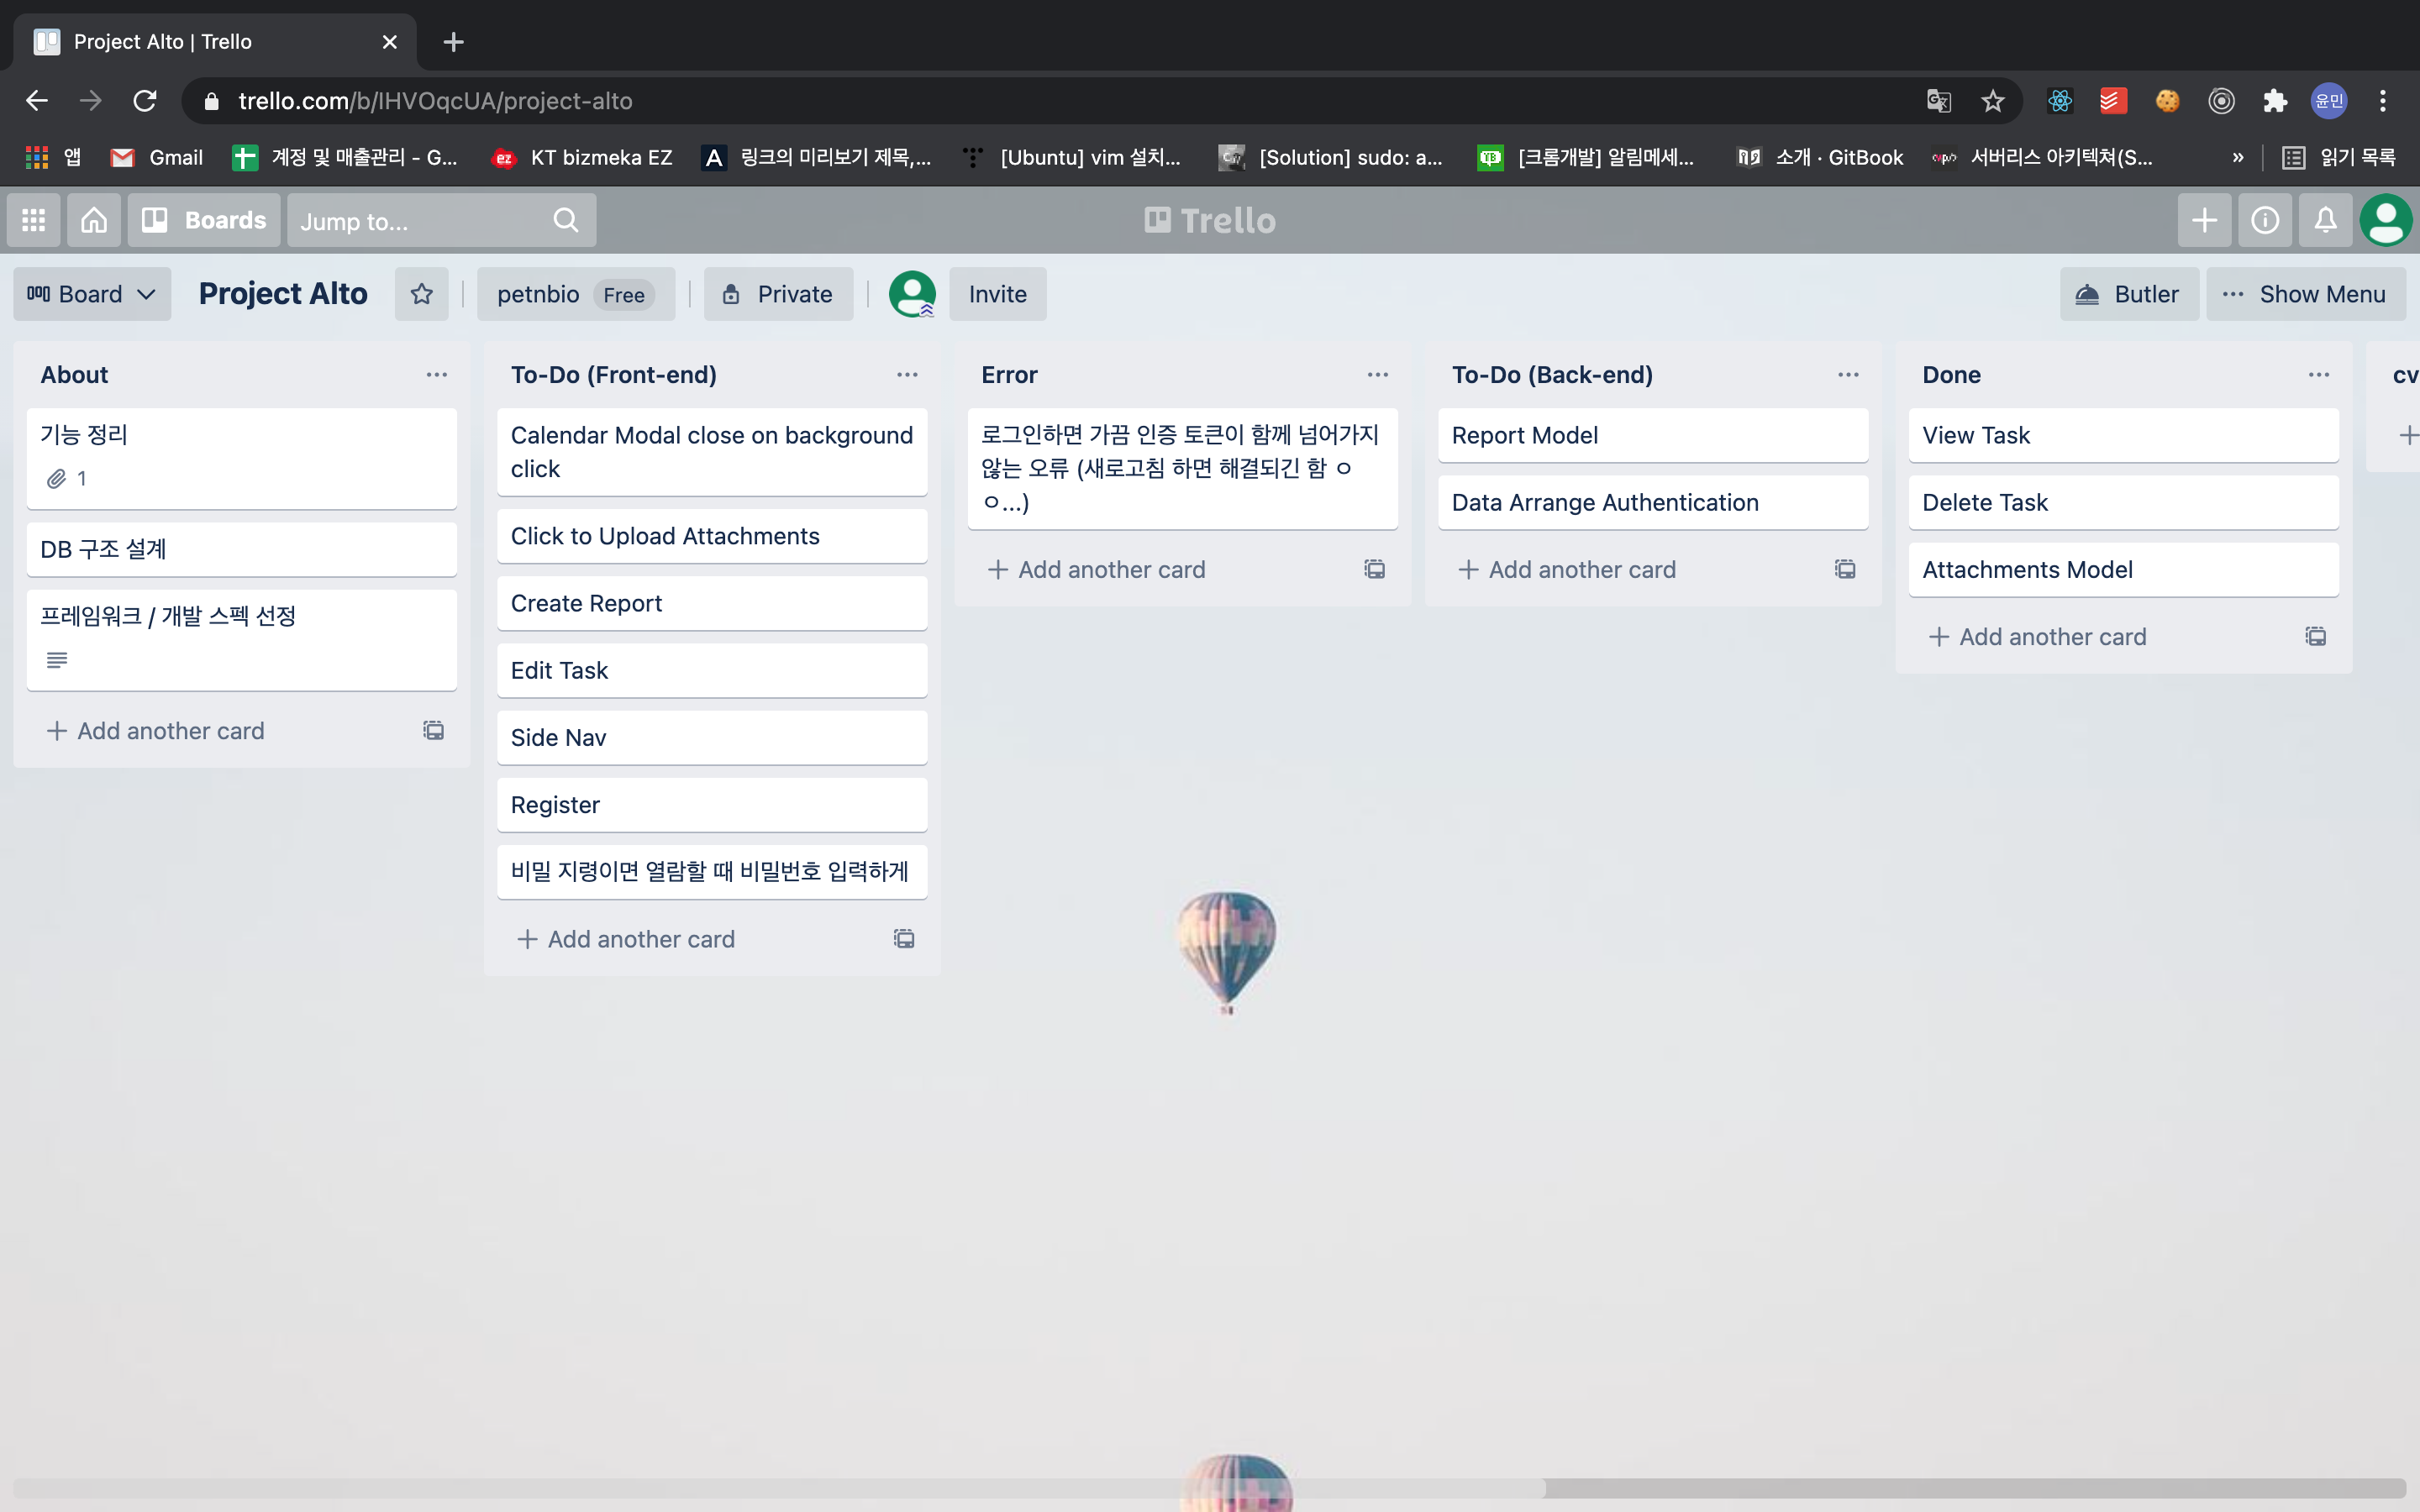 Project Alto | Trello
trello.com/b/IHVOqcUA/project-alto
윤민
앱
Gmail
계정 및 매출관리 - G...
KT bizmeka EZ
링크의 미리보기 제목,...
[Ubuntu] vim 설치...
[Solution] sudo: a...
[크롬개발] 알림메세...
소개 · GitBook
서버리스 아키텍쳐(S...
»
읽기 목록
Boards
Jump to...
Trello
Board
Project Alto
petnbio
Free
Private
Invite
Butler
Show Menu
About
기능 정리
1
DB 구조 설계
프레임워크 / 개발 스펙 선정
Add another card
To-Do (Front-end)
Calendar Modal close on background
click
Click to Upload Attachments
Create Report
Edit Task
Side Nav
Register
비밀 지령이면 열람할 때 비밀번호 입력하게
Add another card
Error
로그인하면 가끔 인증 토큰이 함께 넘어가지
않는 오류 (새로고침 하면 해결되긴 함 ㅇ
ㅇ...)
Add another card
To-Do (Back-end)
Report Model
Data Arrange Authentication
Add another card
Done
View Task
Delete Task
Attachments Model
Add another card
cv